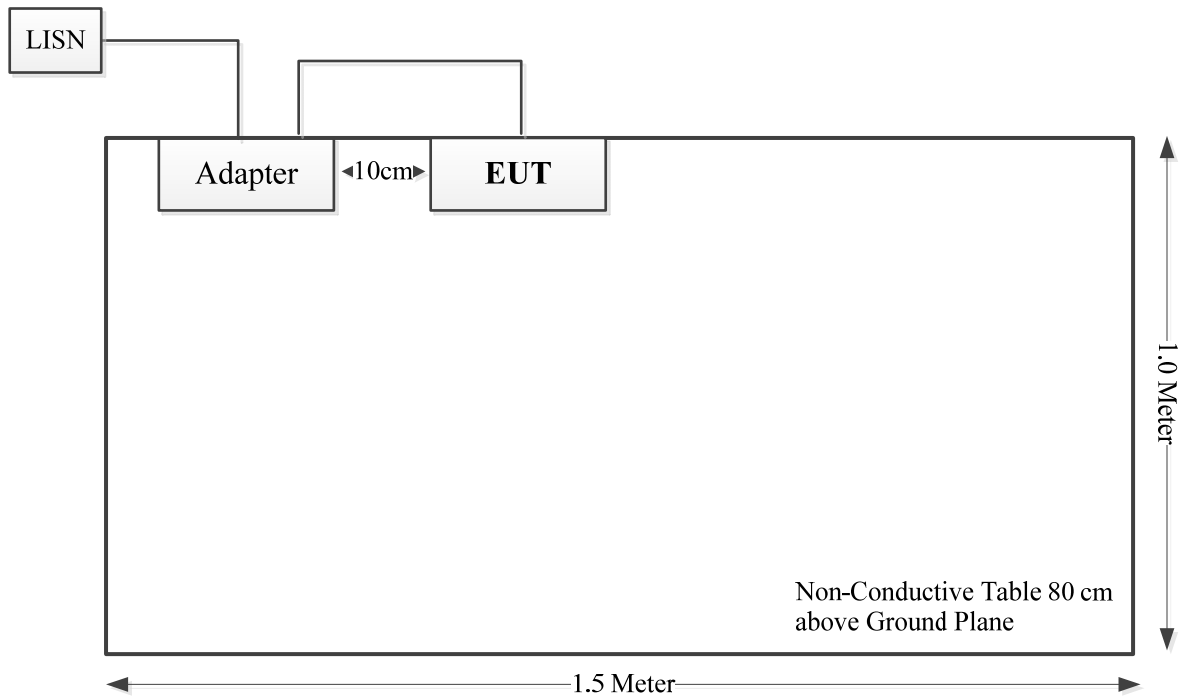 LISN
Adapter
10cm
EUT
1.0 Meter
Non-Conductive Table 80 cm
above Ground Plane
1.5 Meter